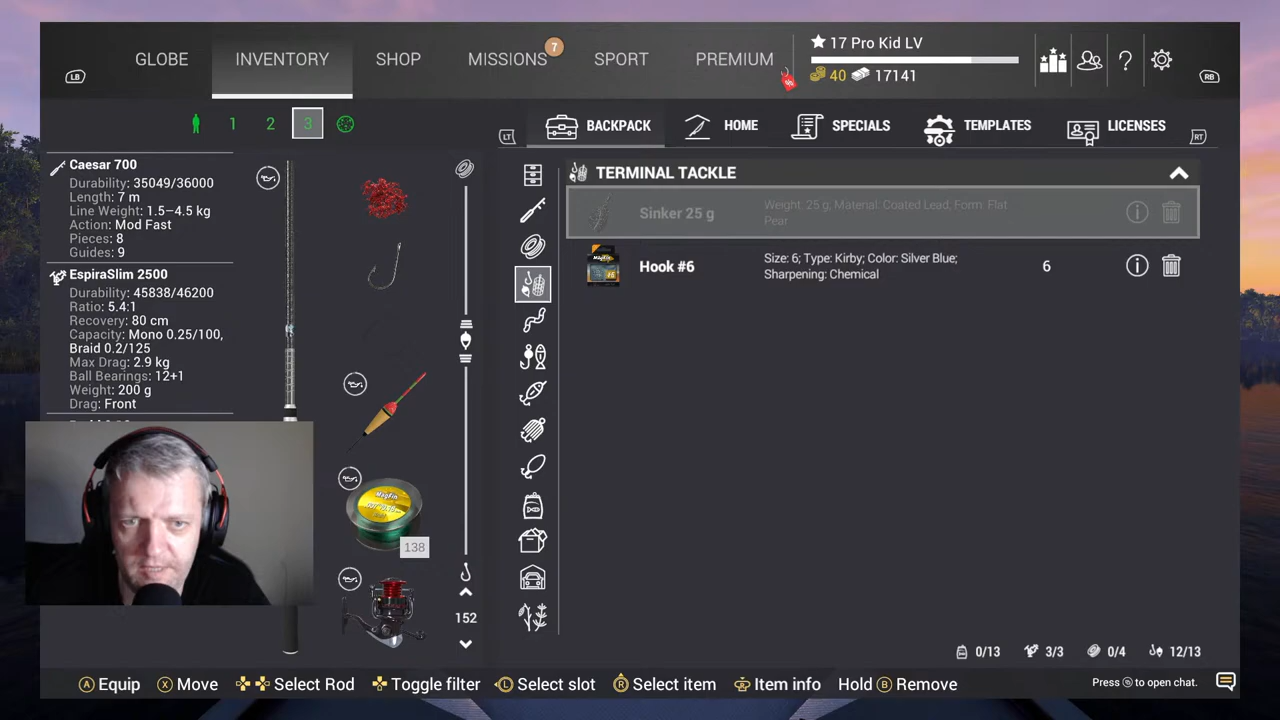 GLOBE
INVENTORY
SHOP
MISSIONS
7
SPORT
PREMIUM
17 Pro Kid LV
40 17141
LB
RB
1 2 3
LT
BACKPACK
HOME
SPECIALS
TEMPLATES
LICENSES
RT
Caesar 700
Durability: 35049/36000
Length: 7 m
Line Weight: 1.5–4.5 kg
Action: Mod Fast
Pieces: 8
Guides: 9
EspiraSlim 2500
Durability: 45838/46200
Ratio: 5.4:1
Recovery: 80 cm
Capacity: Mono 0.25/100,
Braid 0.2/125
Max Drag: 2.9 kg
Ball Bearings: 12+1
Weight: 200 g
Drag: Front
MagFin
138
152
TERMINAL TACKLE
Sinker 25 g
Weight: 25 g, Material: Coated Lead, Form: Flat
Pear
Hook #6
Size: 6; Type: Kirby; Color: Silver Blue;
Sharpening: Chemical
6
0/13 3/3 0/4 12/13
A Equip
X Move
Select Rod
Toggle filter
L Select slot
R Select item
Item info
Hold B Remove
Press to open chat.